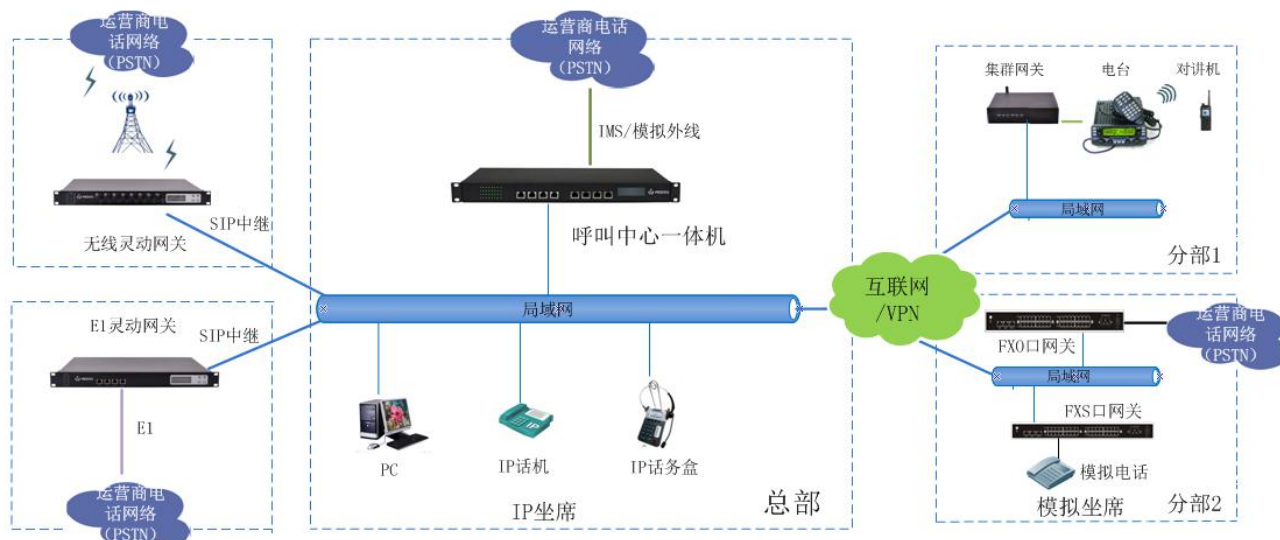 运营商电
话网络
（PSTN）
无线灵动网关
SIP中继
E1灵动网关
SIP中继
E1
运营商电
话网络
（PSTN）
运营商电话
网络
（PSTN）
IMS/模拟外线
呼叫中心一体机
局域网
PC
IP话机
IP话务盒
IP坐席
总部
互联网
/VPN
集群网关
电台
对讲机
局域网
分部1
FXO口网关
运营商电
话网络
（PSTN）
局域网
FXS口网关
模拟电话
模拟坐席
分部2